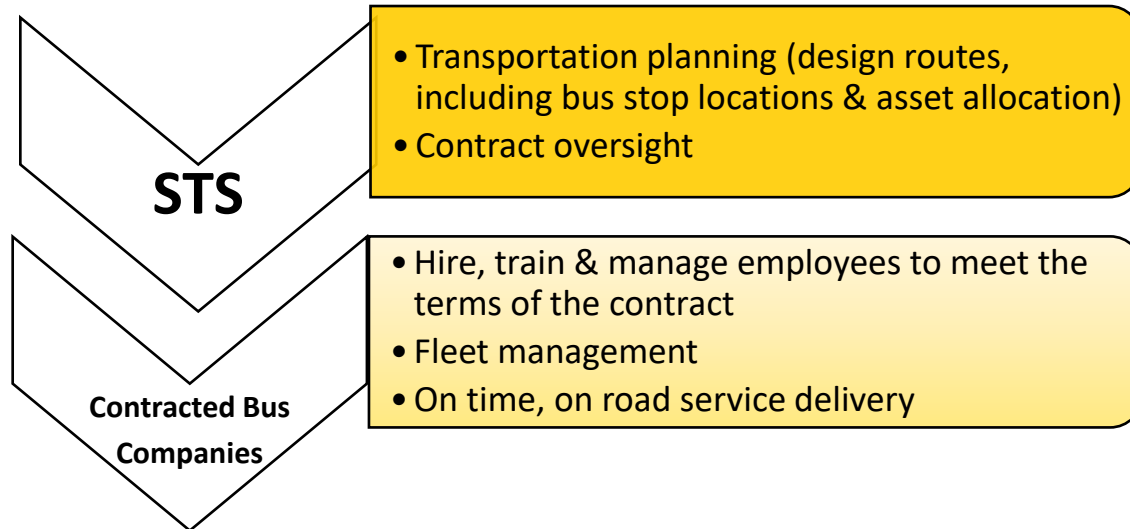 STS
• Transportation planning (design routes,
including bus stop locations & asset allocation)
• Contract oversight
Contracted Bus
Companies
• Hire, train & manage employees to meet the
terms of the contract
• Fleet management
• On time, on road service delivery